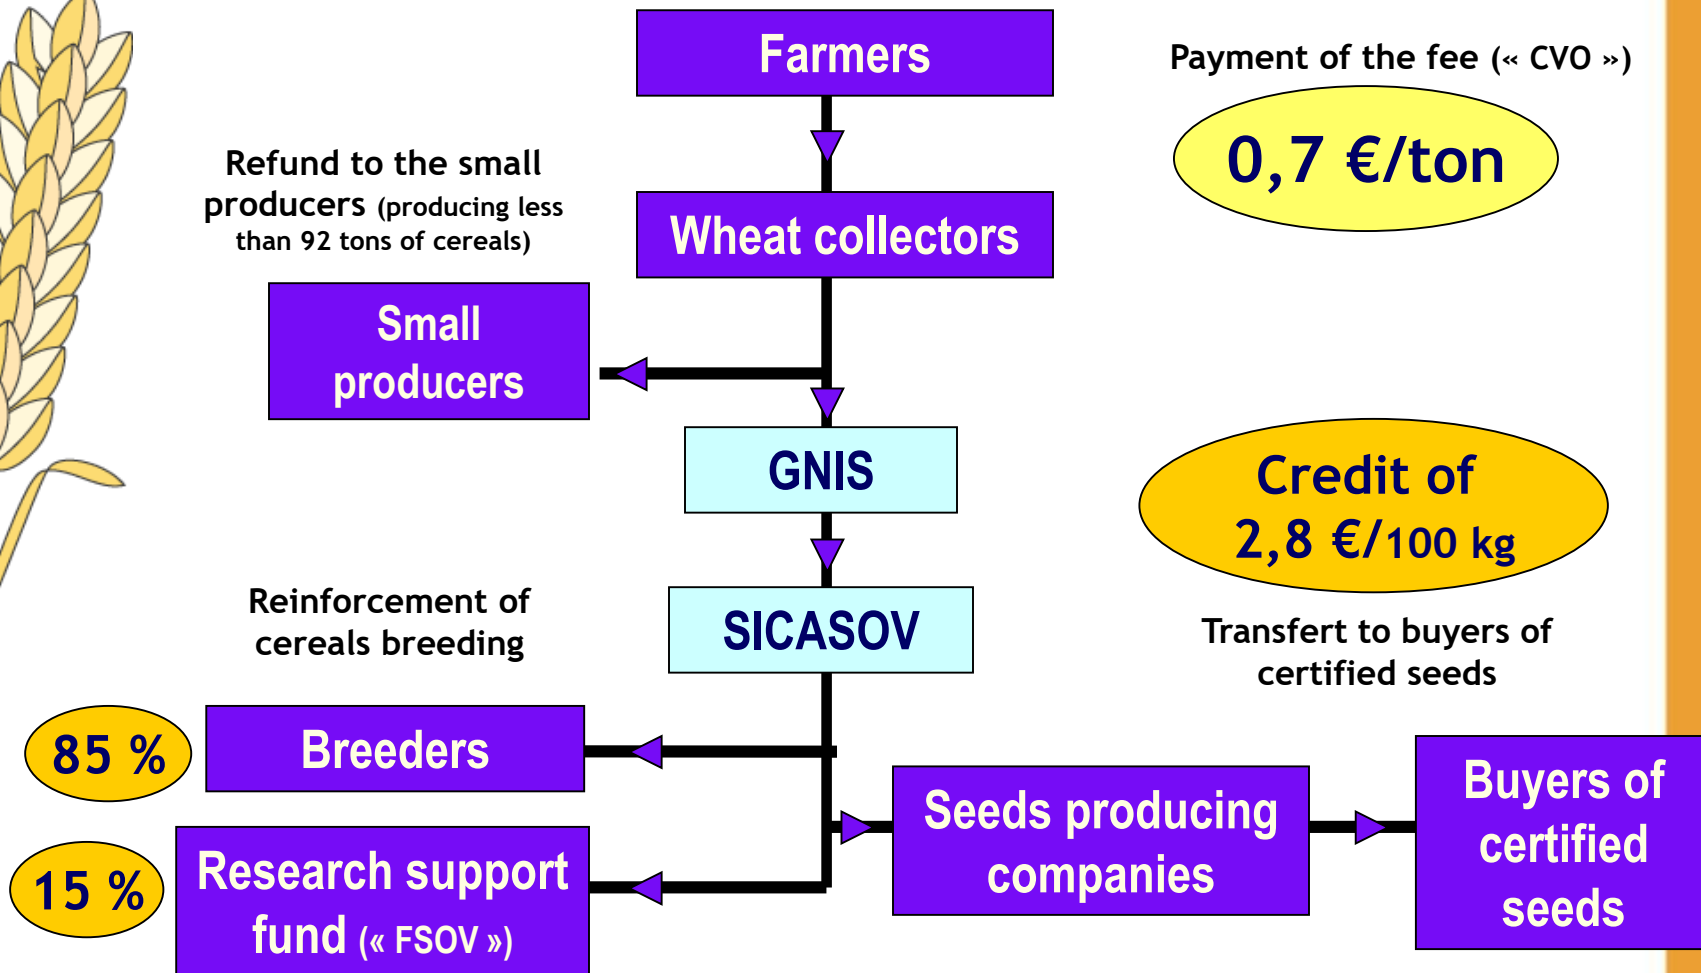 Farmers
Payment of the fee (« CVO »)
0,7 €/ton
Refund to the small
producers (producing less
than 92 tons of cereals)
Wheat collectors
Small
producers
GNIS
Credit of
2,8 €/100 kg
SICASOV
Reinforcement of
cereals breeding
Transfert to buyers of
certified seeds
85 %
Breeders
Seeds producing
companies
Buyers of
certified
seeds
15 %
Research support
fund (« FSOV »)